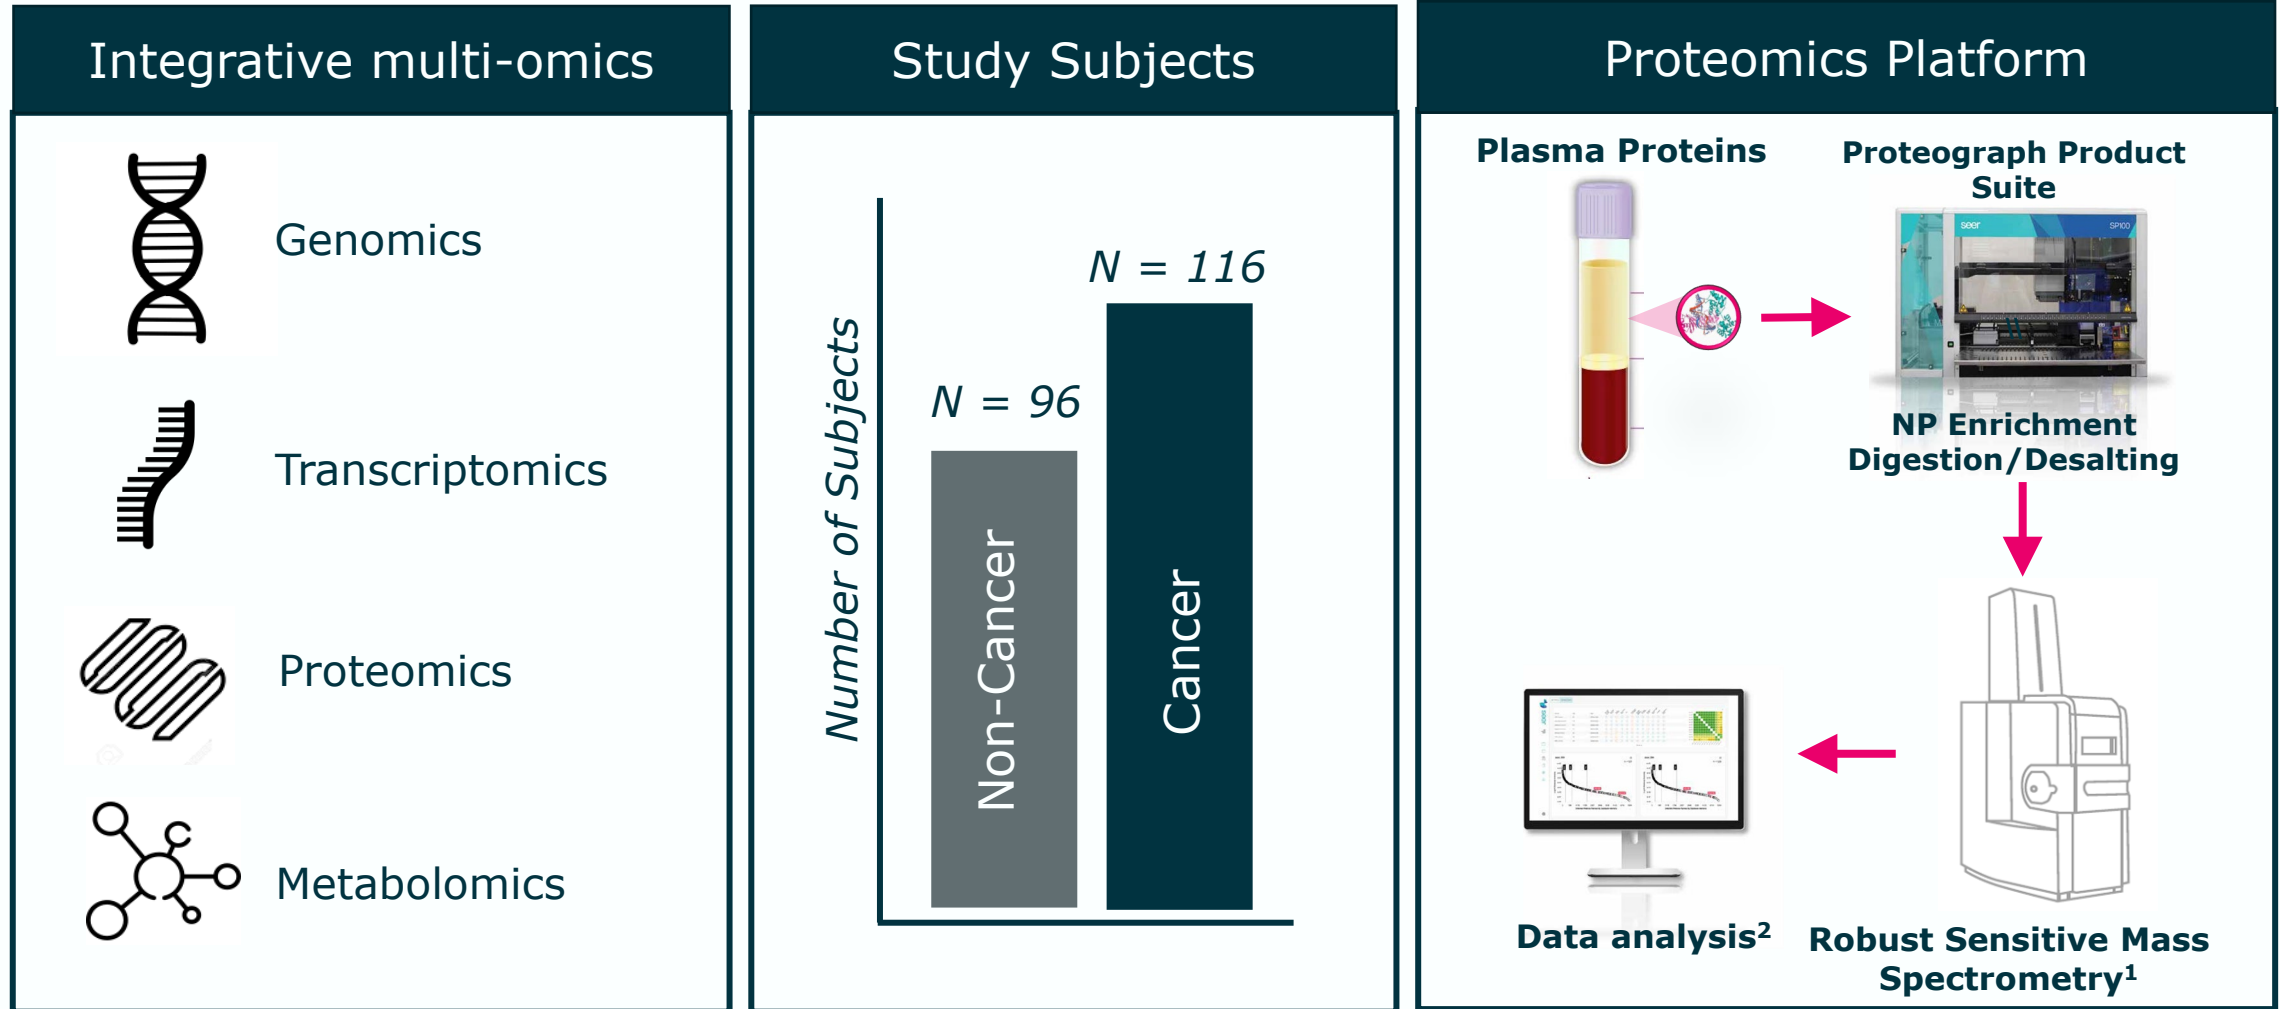 Integrative multi-omics
Genomics
Transcriptomics
Proteomics
Metabolomics
Study Subjects
Number of Subjects
N = 96
Non-Cancer
N = 116
Cancer
Proteomics Platform
Plasma Proteins
Proteograph Product
Suite
seer
SP100
NP Enrichment
Digestion/Desalting
Robust Sensitive Mass
Spectrometry¹
Data analysis²